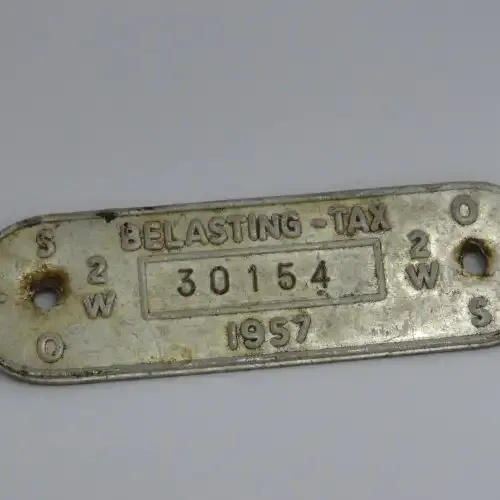 BELASTING - TAX
S 2 W O
30154
O 2 W S
1957